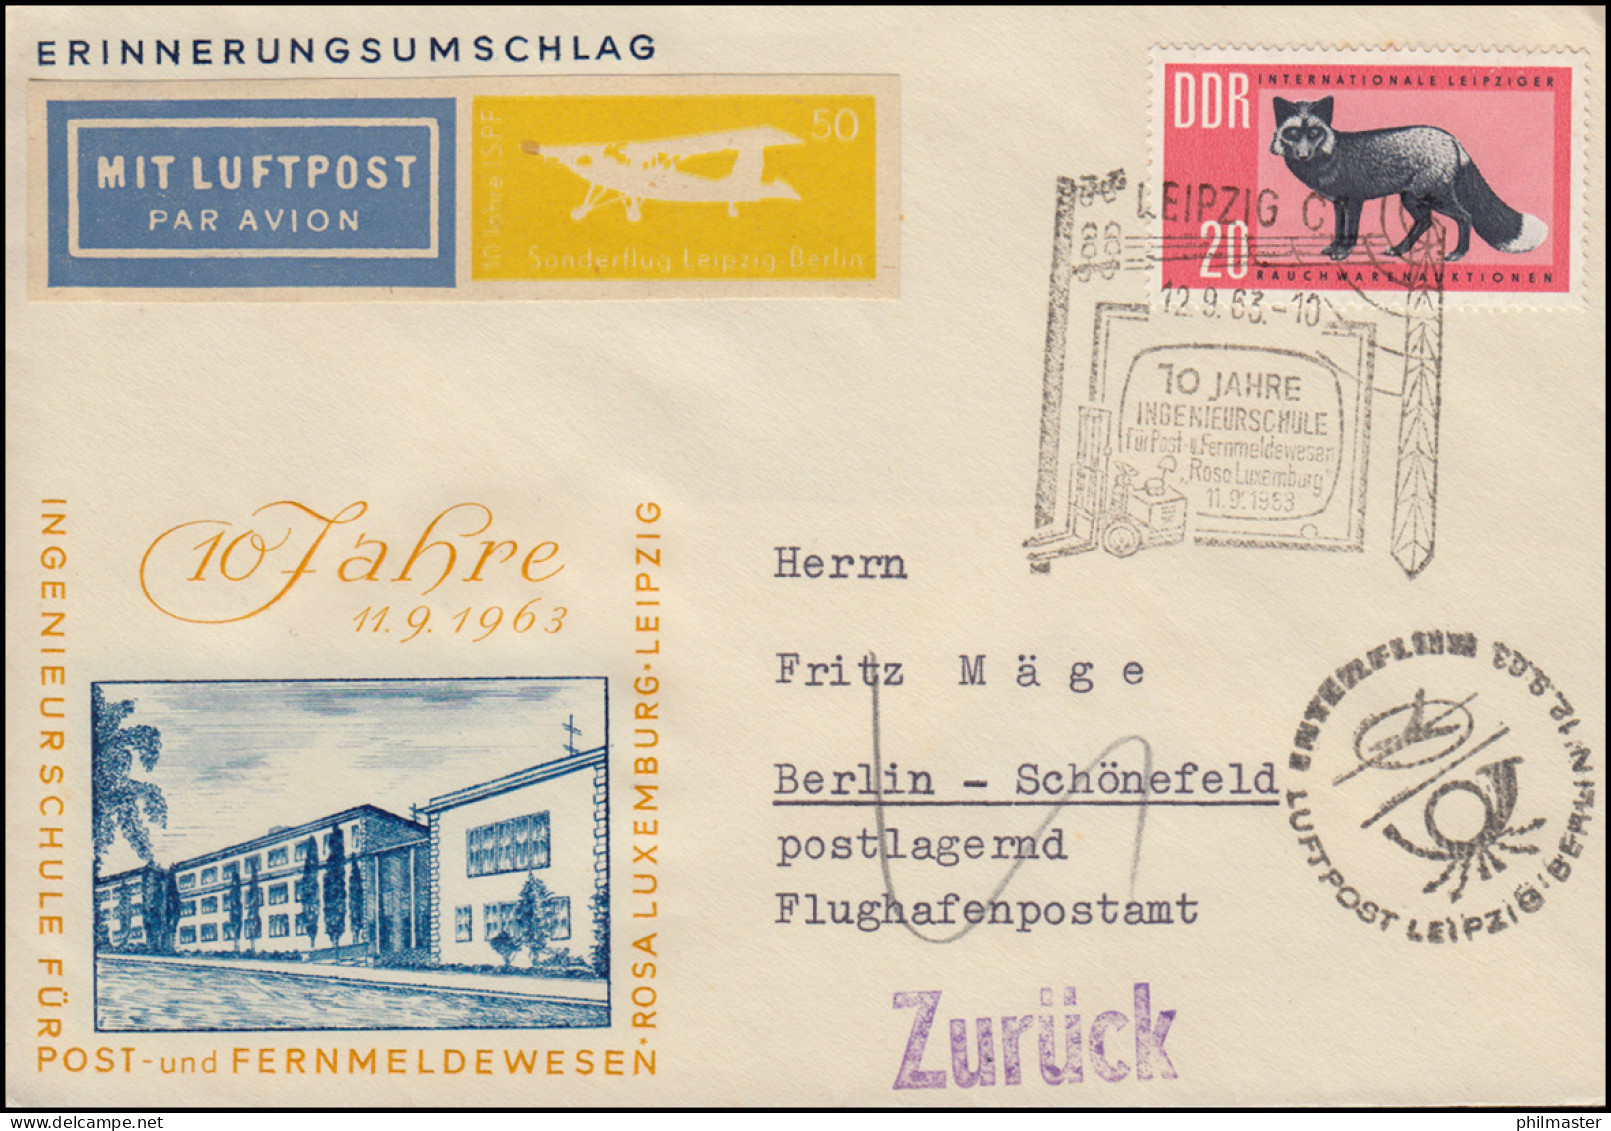 ERINNERUNGSUMSCHLAG
MIT LUFTPOST
PAR AVION
10 Jahre ISPF
50
Sonderflug Leipzig-Berlin
DDR
INTERNATIONALE LEIPZIGER
20
RAUCHWARENAUKTIONEN
LEIPZIG C
12.9.63.-10
10 JAHRE
INGENIEURSCHULE
für Post- u. Fernmeldewesen
„Rosa Luxemburg"
11.9.1963
10 Jahre
11.9.1963
INGENIEURSCHULE FÜR
POST-und FERNMELDEWESEN
·ROSA LUXEMBURG·LEIPZIG
Herrn
Fritz Mäge
Berlin - Schönefeld
postlagernd
Flughafenpostamt
INTERFLUG
LUFTPOST LEIPZIG-BERLIN
Zurück
philmaster